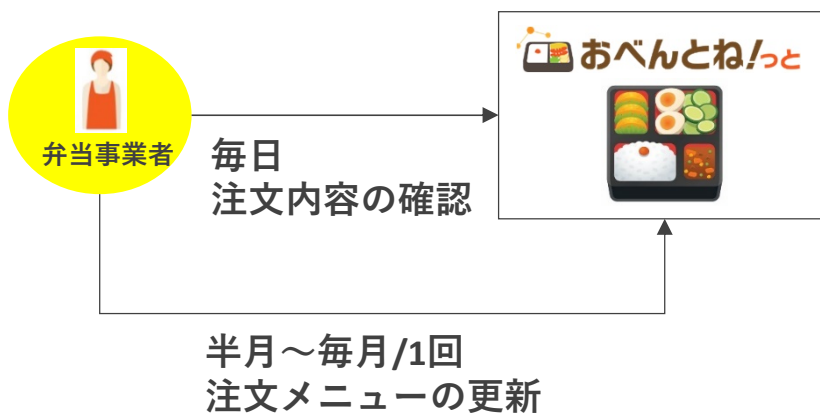 おべんとね!っと
弁当事業者
毎日
注文内容の確認
半月～毎月/1回
注文メニューの更新